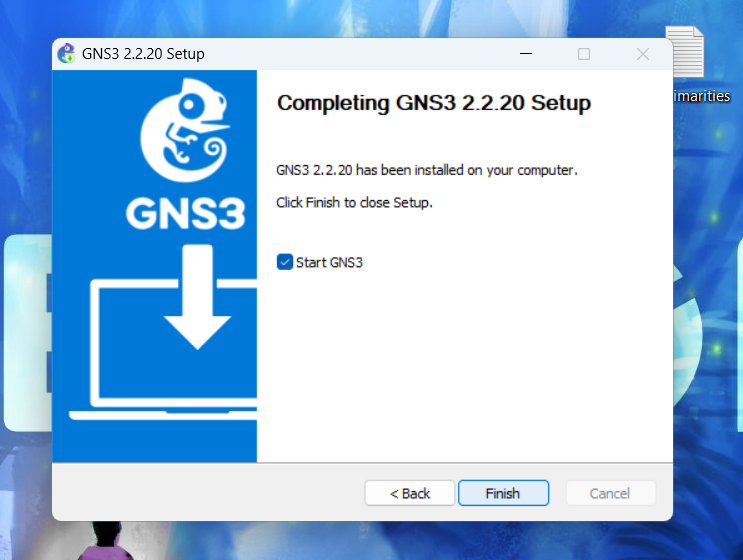 GNS3 2.2.20 Setup
imarities
Completing GNS3 2.2.20 Setup
GNS3
GNS3 2.2.20 has been installed on your computer.
Click Finish to close Setup.
Start GNS3
< Back
Finish
Cancel